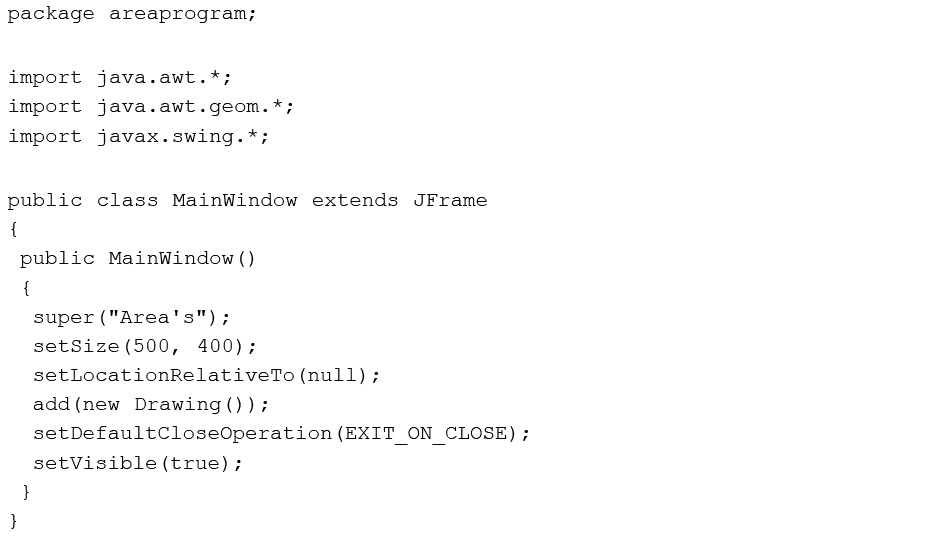 package areaprogram;
import java.awt.*;
import java.awt.geom.*;
import javax.swing.*;
public class MainWindow extends JFrame
{
public MainWindow()
{
super("Area's");
setSize(500, 400);
setLocationRelativeTo(null);
add(new Drawing());
setDefaultCloseOperation(EXIT_ON_CLOSE);
setVisible(true);
}
}